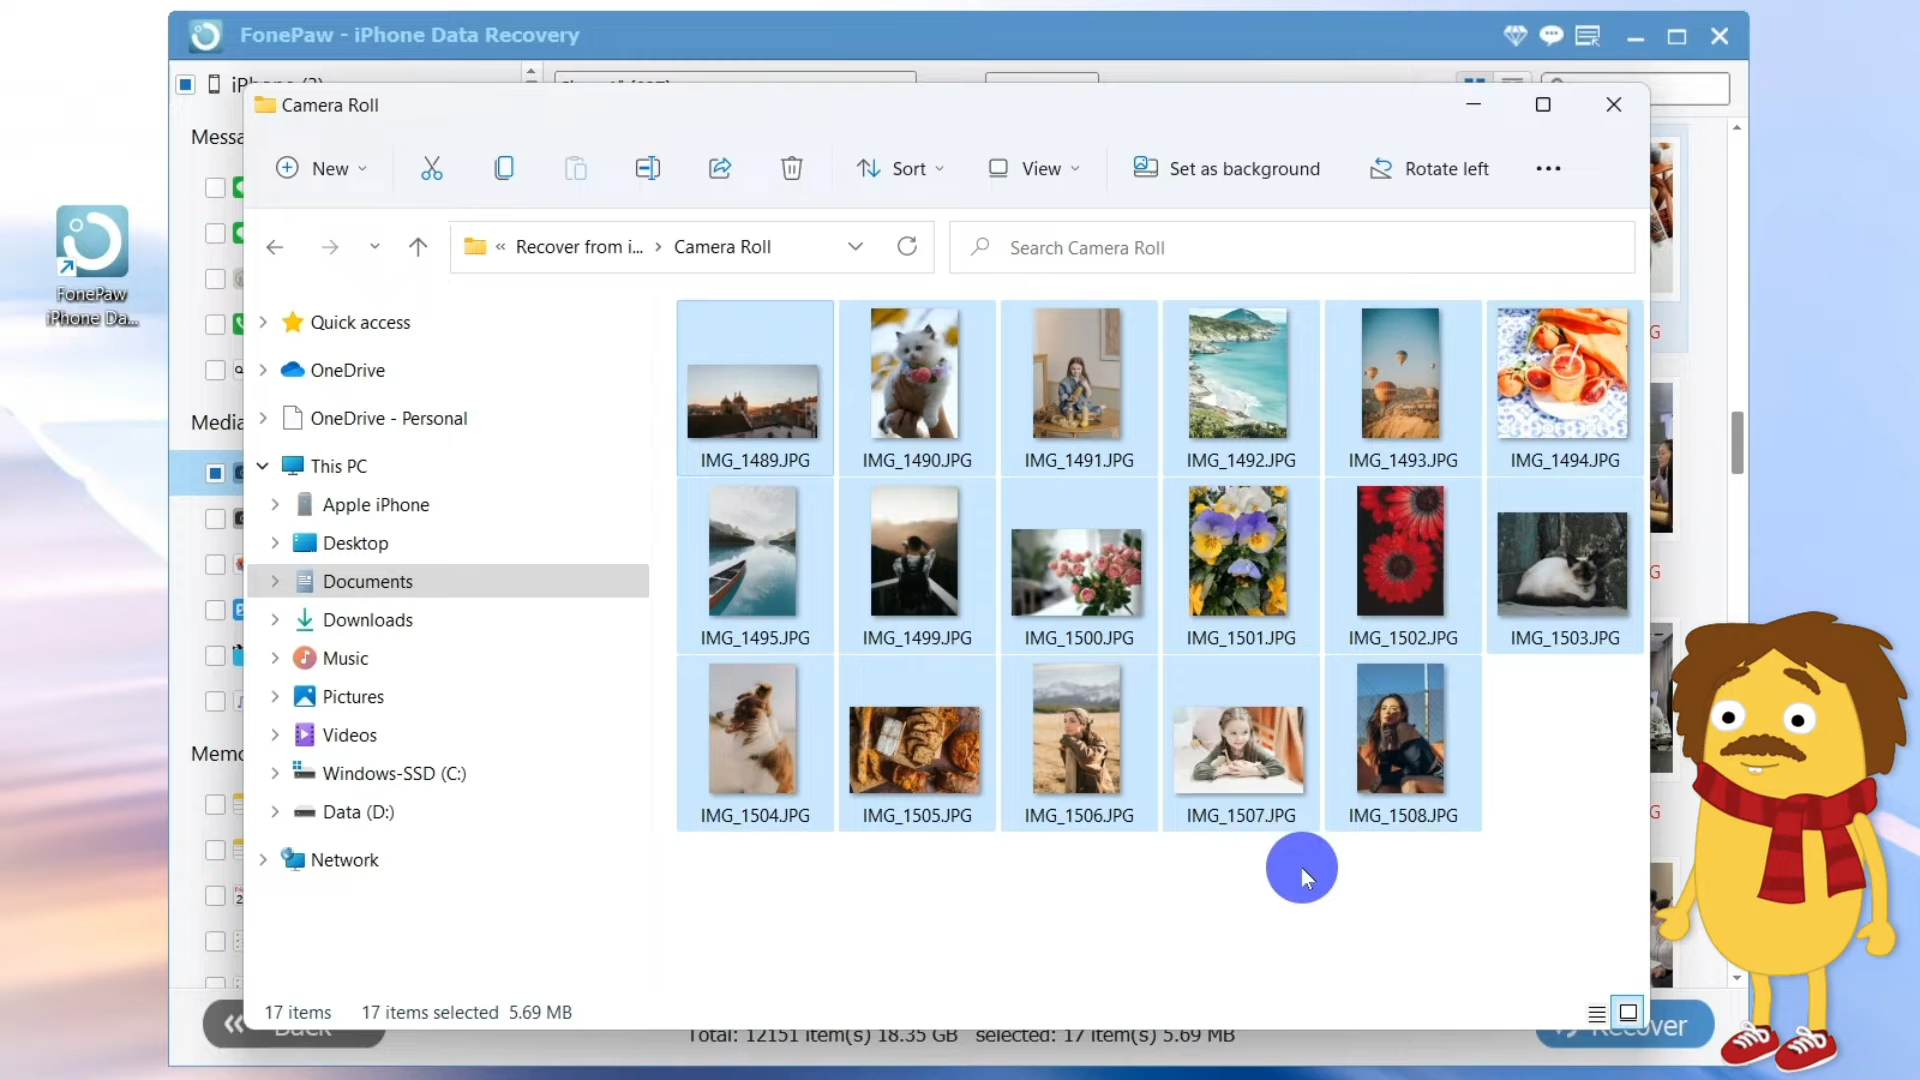 FonePaw - iPhone Data Recovery
Camera Roll
New
Sort
View
Set as background
Rotate left
« Recover from i... > Camera Roll
Search Camera Roll
FonePaw
iPhone Da...
Messa
Media
Memo
Quick access
OneDrive
OneDrive - Personal
This PC
Apple iPhone
Desktop
Documents
Downloads
Music
Pictures
Videos
Windows-SSD (C:)
Data (D:)
Network
IMG_1489.JPG
IMG_1490.JPG
IMG_1491.JPG
IMG_1492.JPG
IMG_1493.JPG
IMG_1494.JPG
IMG_1495.JPG
IMG_1499.JPG
IMG_1500.JPG
IMG_1501.JPG
IMG_1502.JPG
IMG_1503.JPG
IMG_1504.JPG
IMG_1505.JPG
IMG_1506.JPG
IMG_1507.JPG
IMG_1508.JPG
G
G
G
17 items 17 items selected 5.69 MB
Back
Total: 12151 item(s) 18.35 GB selected: 17 item(s) 5.69 MB
Recover